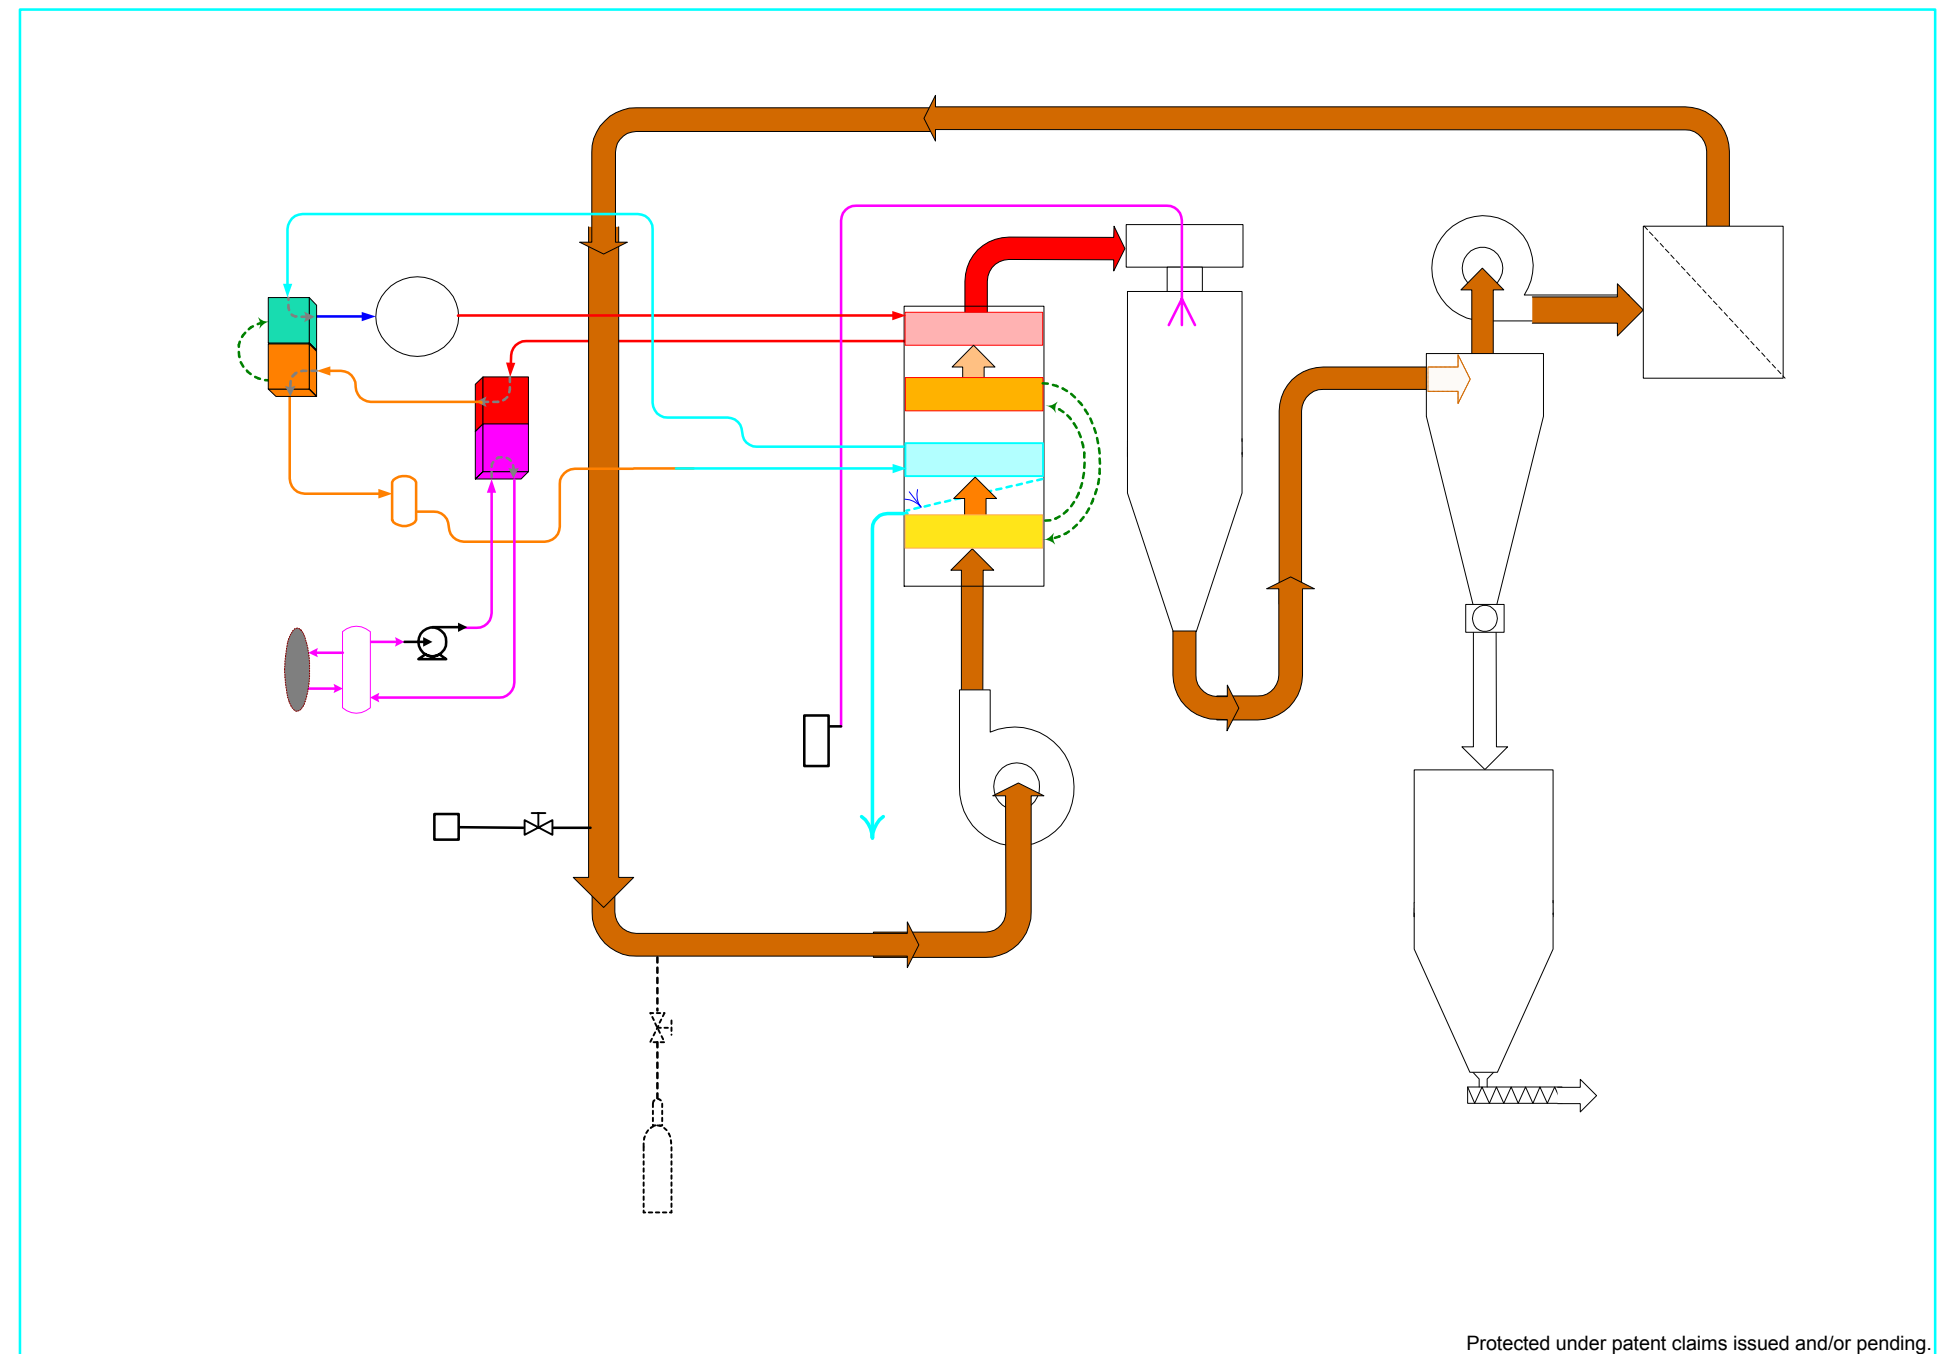 Protected under patent claims issued and/or pending.